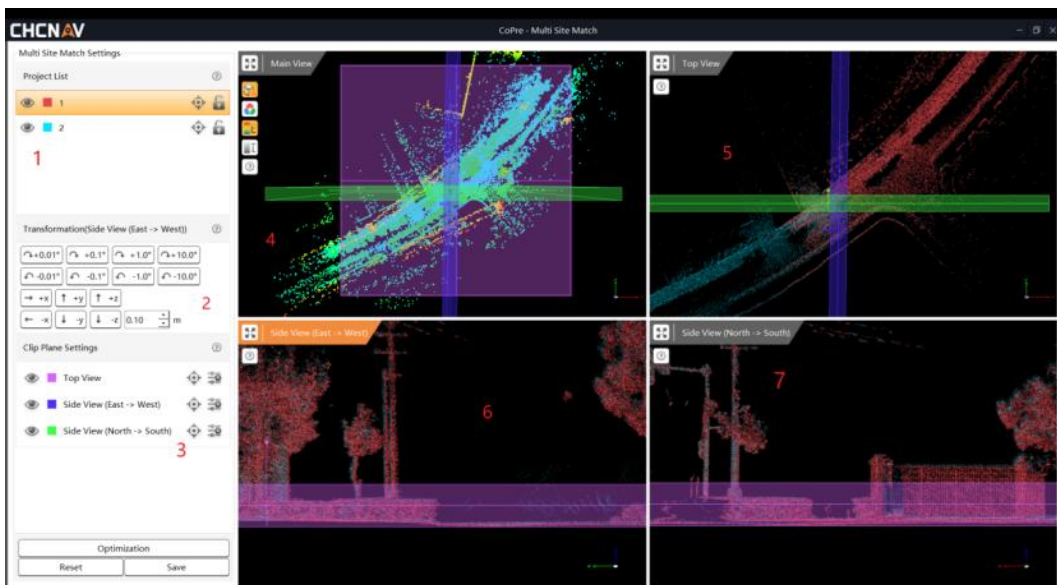 CHCNAV
CoPre - Multi Site Match
Multi Site Match Settings
Project List
1
2
1
Transformation(Side View (East -> West))
+0.01° +0.1° +1.0° +10.0°
-0.01° -0.1° -1.0° -10.0°
→ +x ↑ +y ↑ +z
2
← -x ↓ -y ↓ -z 0.10 m
Clip Plane Settings
Top View
Side View (East -> West)
Side View (North -> South)
3
Optimization
Reset Save
Main View
4
Top View
5
Side View (East -> West)
6
Side View (North -> South)
7